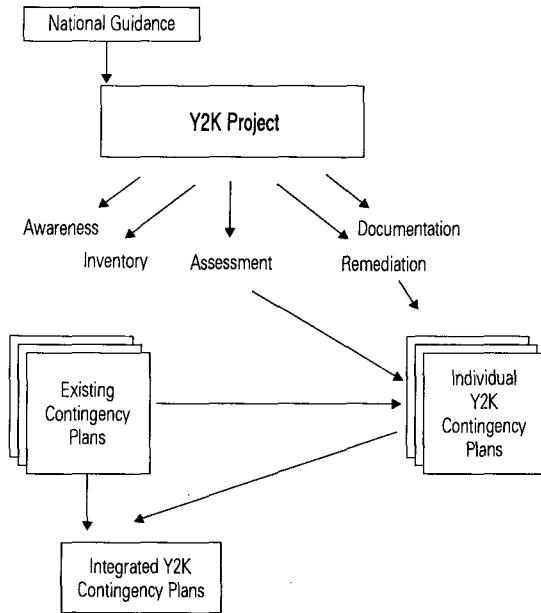 National Guidance
Y2K Project
Awareness
Documentation
Inventory
Assessment
Remediation
Existing
Contingency
Plans
Individual
Y2K
Contingency
Plans
Integrated Y2K
Contingency Plans